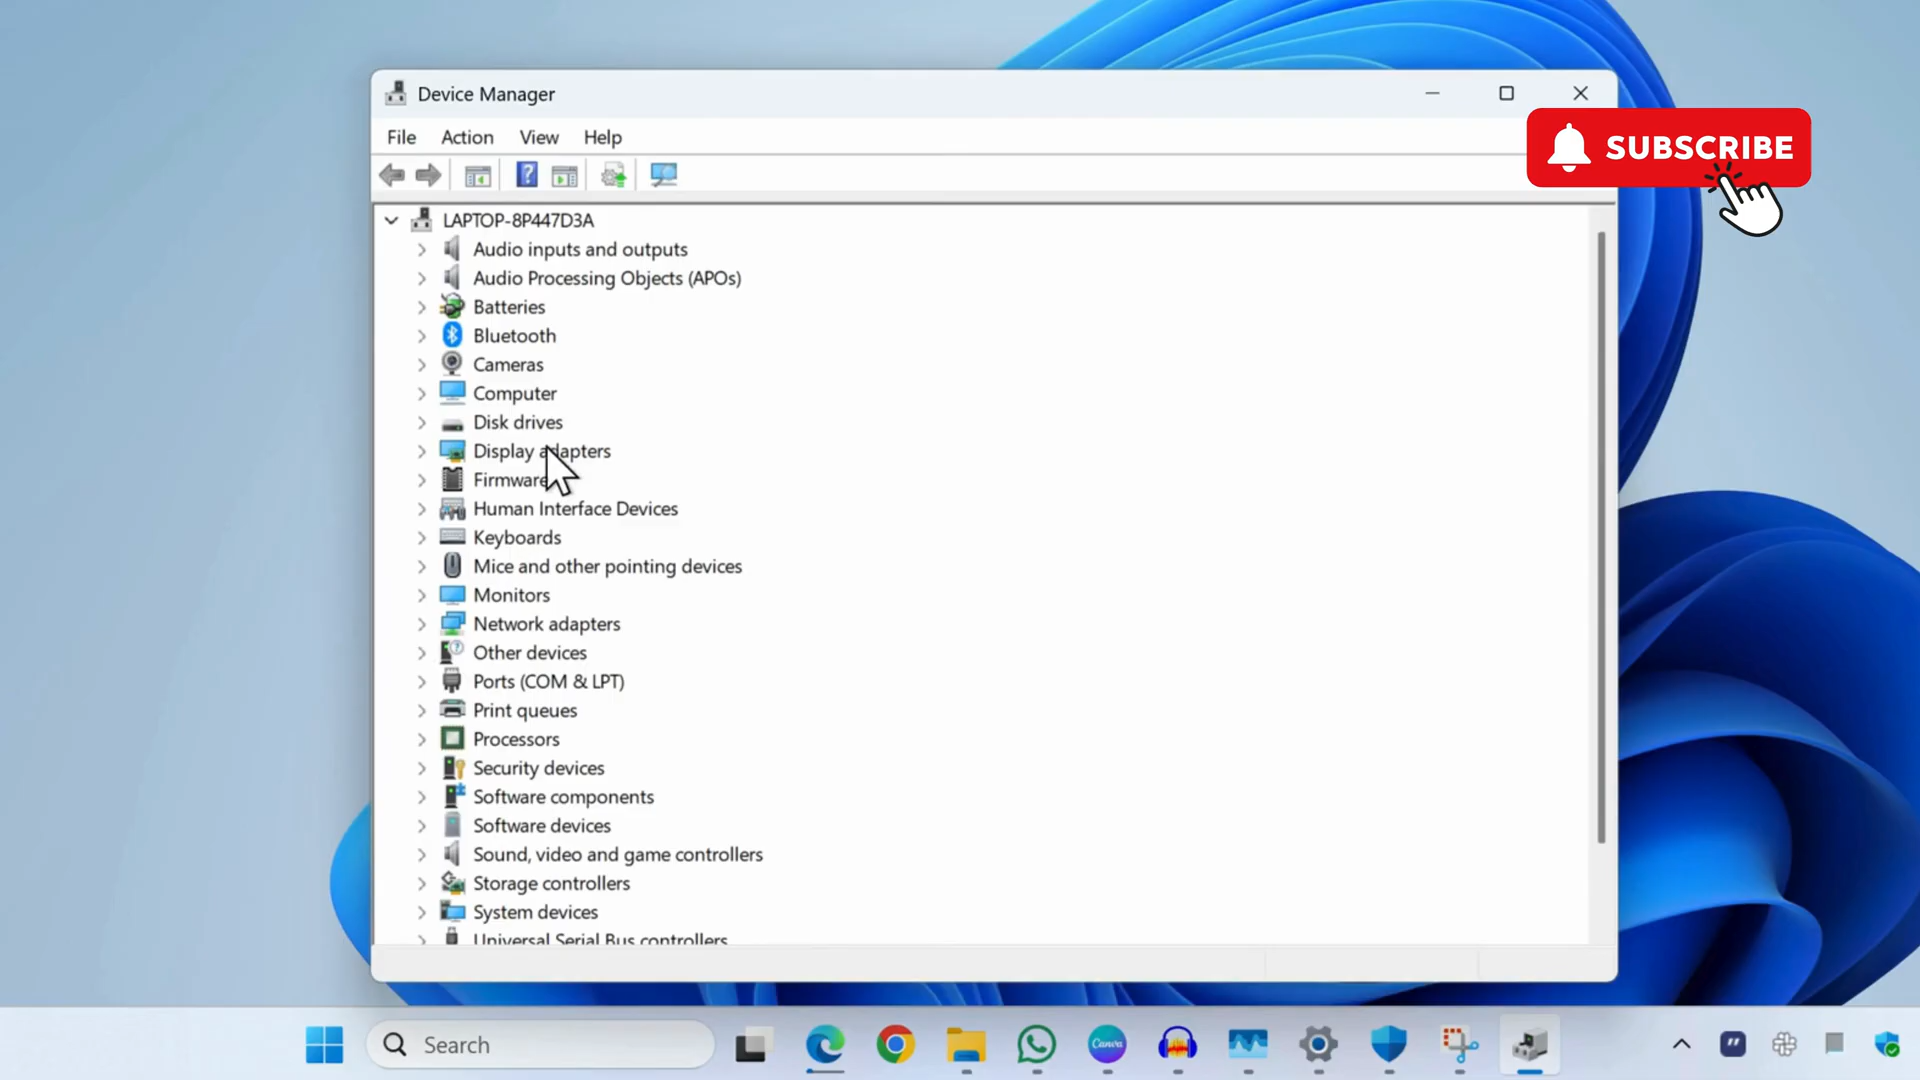 Device Manager
File Action View Help
SUBSCRIBE
LAPTOP-8P447D3A
Audio inputs and outputs
Audio Processing Objects (APOs)
Batteries
Bluetooth
Cameras
Computer
Disk drives
Display adapters
Firmware
Human Interface Devices
Keyboards
Mice and other pointing devices
Monitors
Network adapters
Other devices
Ports (COM & LPT)
Print queues
Processors
Security devices
Software components
Software devices
Sound, video and game controllers
Storage controllers
System devices
Universal Serial Bus controllers
Search
Canva